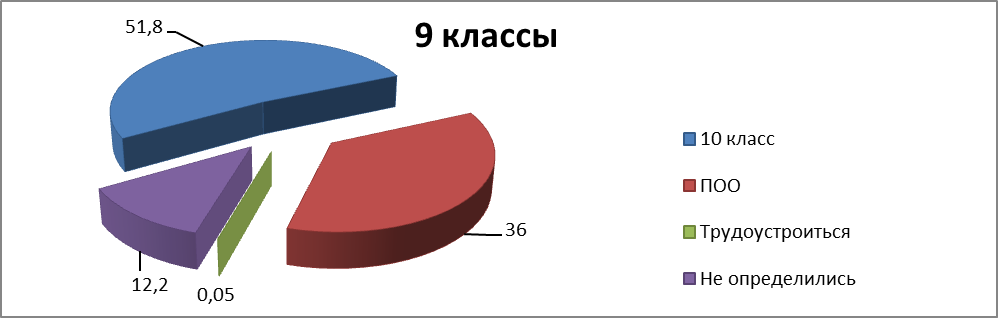 9 классы
51,8
36
0,05
12,2
10 класс
ПОО
Трудоустроиться
Не определились